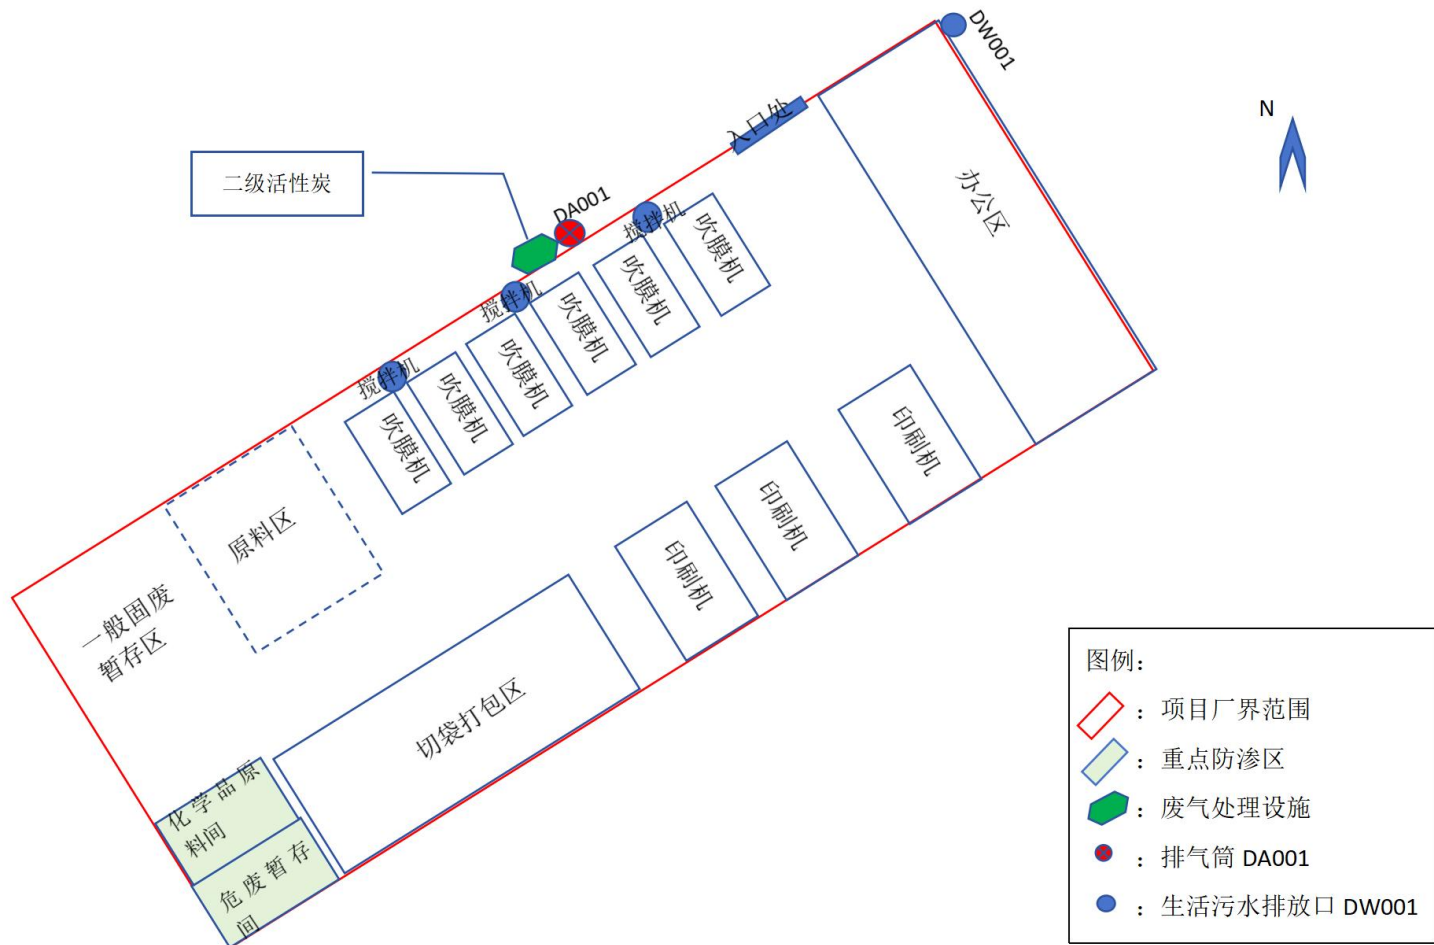 DW001
N
入口处
二级活性炭
办公区
DA001
搅拌机
吹膜机
搅拌机
吹膜机
吹膜机
搅拌机
吹膜机
吹膜机
吹膜机
印刷机
印刷机
印刷机
原料区
一般固废
暂存区
切袋打包区
化学品原
料间
危废暂存
间
图例：
：项目厂界范围
：重点防渗区
：废气处理设施
：排气筒 DA001
：生活污水排放口 DW001